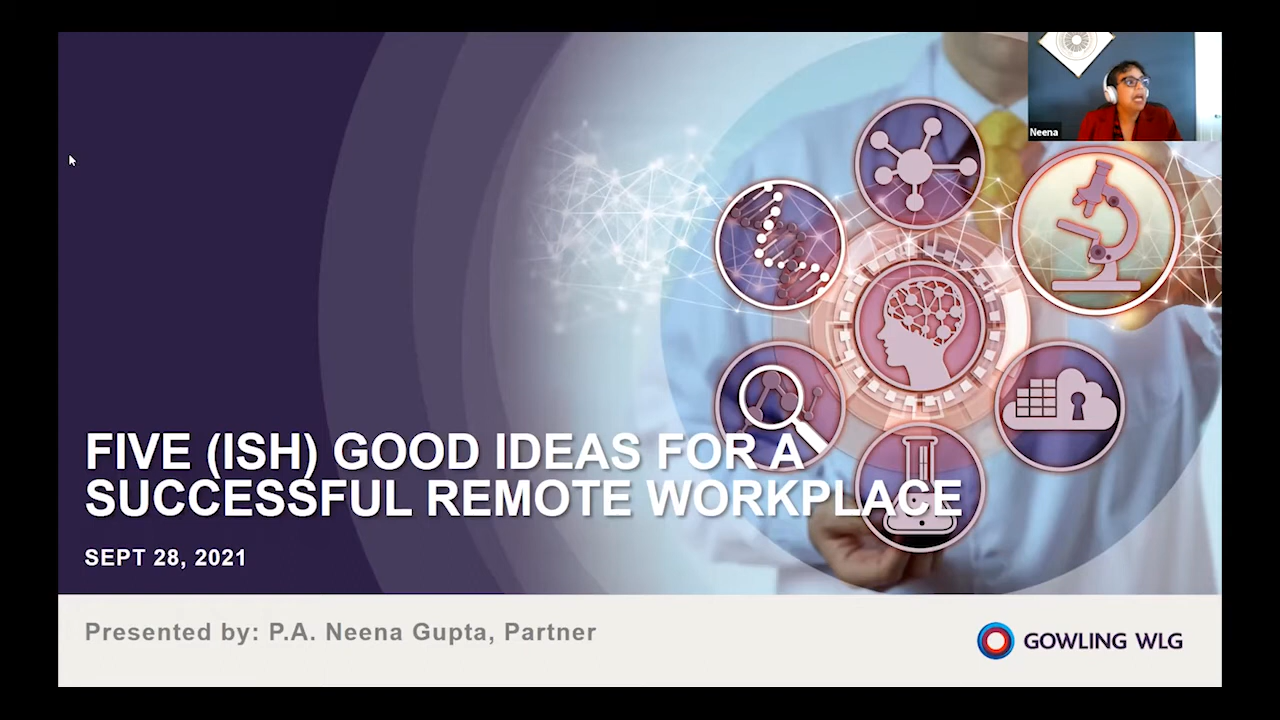 Neena
FIVE (ISH) GOOD IDEAS FOR A
SUCCESSFUL REMOTE WORKPLACE
SEPT 28, 2021
Presented by: P.A. Neena Gupta, Partner
GOWLING WLG